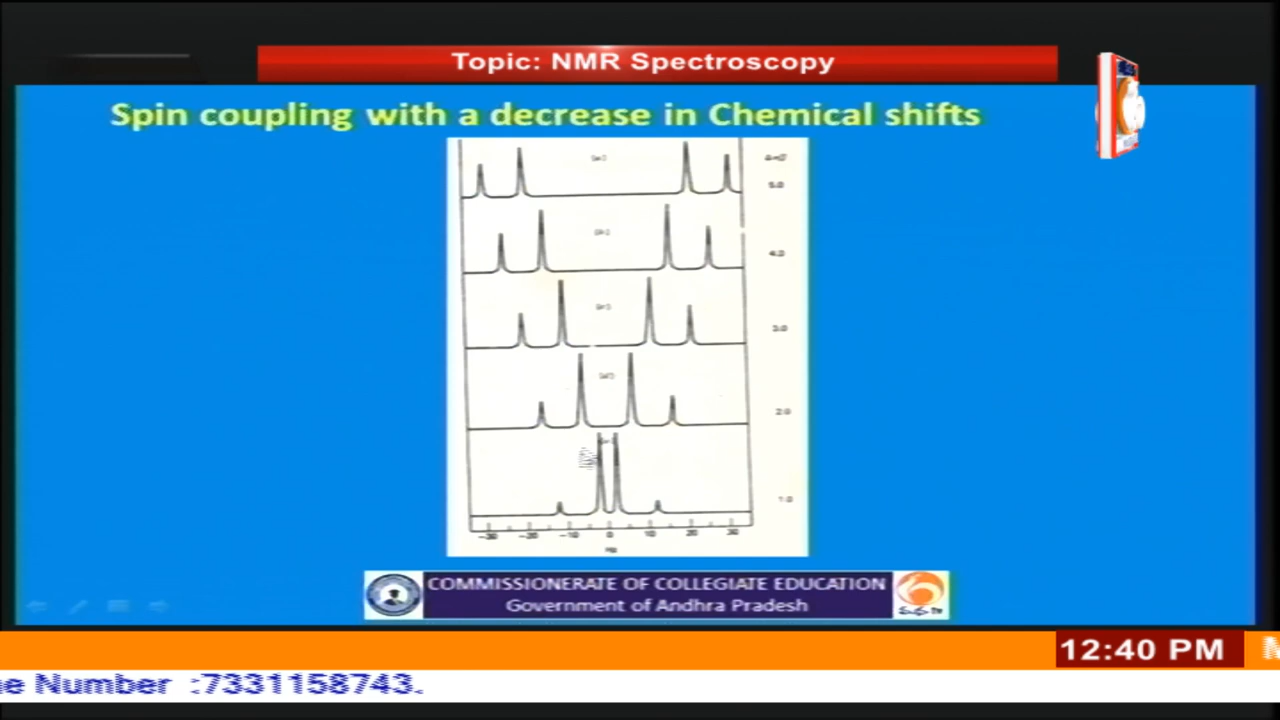 Topic: NMR Spectroscopy
Spin coupling with a decrease in Chemical shifts
5.0
4.0
3.0
2.0
1.0
-30 -20 -10 0 10 20 30
Hz
COMMISSIONERATE OF COLLEGIATE EDUCATION
Government of Andhra Pradesh
12:40 PM
e Number :7331158743.